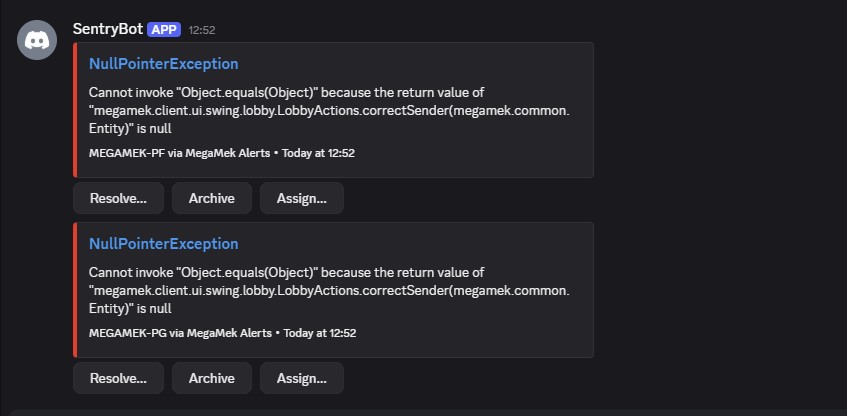 SentryBot APP 12:52
NullPointerException
Cannot invoke "Object.equals(Object)" because the return value of
"megamek.client.ui.swing.lobby.LobbyActions.correctSender(megamek.common.
Entity)" is null
MEGAMEK-PF via MegaMek Alerts • Today at 12:52
Resolve... Archive Assign...
NullPointerException
Cannot invoke "Object.equals(Object)" because the return value of
"megamek.client.ui.swing.lobby.LobbyActions.correctSender(megamek.common.
Entity)" is null
MEGAMEK-PG via MegaMek Alerts • Today at 12:52
Resolve... Archive Assign...